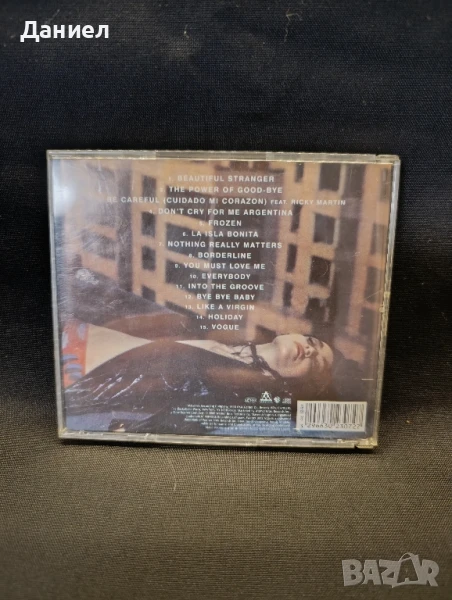 Даниел
1. BEAUTIFUL STRANGER
2. THE POWER OF GOOD-BYE
BE CAREFUL (CUIDADO MI CORAZON) FEAT. RICKY MARTIN
4. DON'T CRY FOR ME ARGENTINA
5. FROZEN
6. LA ISLA BONITA
7. NOTHING REALLY MATTERS
8. BORDERLINE
9. YOU MUST LOVE ME
10. EVERYBODY
11. INTO THE GROOVE
12. BYE BYE BABY
13. LIKE A VIRGIN
14. HOLIDAY
15. VOGUE
BAZAR